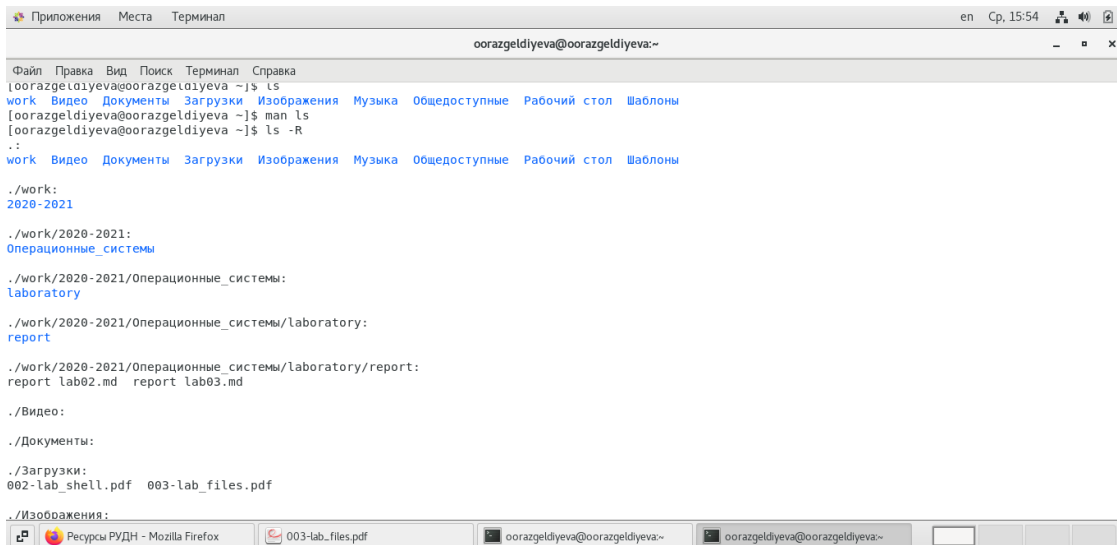 Приложения Места Терминал en Ср, 15:54
oorazgeldiyeva@oorazgeldiyeva:~
Файл Правка Вид Поиск Терминал Справка
[oorazgeldiyeva@oorazgeldiyeva ~]$ ls
work Видео Документы Загрузки Изображения Музыка Общедоступные Рабочий стол Шаблоны
[oorazgeldiyeva@oorazgeldiyeva ~]$ man ls
[oorazgeldiyeva@oorazgeldiyeva ~]$ ls -R
.:
work Видео Документы Загрузки Изображения Музыка Общедоступные Рабочий стол Шаблоны
./work:
2020-2021
./work/2020-2021:
Операционные_системы
./work/2020-2021/Операционные_системы:
laboratory
./work/2020-2021/Операционные_системы/laboratory:
report
./work/2020-2021/Операционные_системы/laboratory/report:
report lab02.md report lab03.md
./Видео:
./Документы:
./Загрузки:
002-lab_shell.pdf 003-lab_files.pdf
./Изображения:
Ресурсы РУДН - Mozilla Firefox 003-lab_files.pdf oorazgeldiyeva@oorazgeldiyeva:~ oorazgeldiyeva@oorazgeldiyeva:~